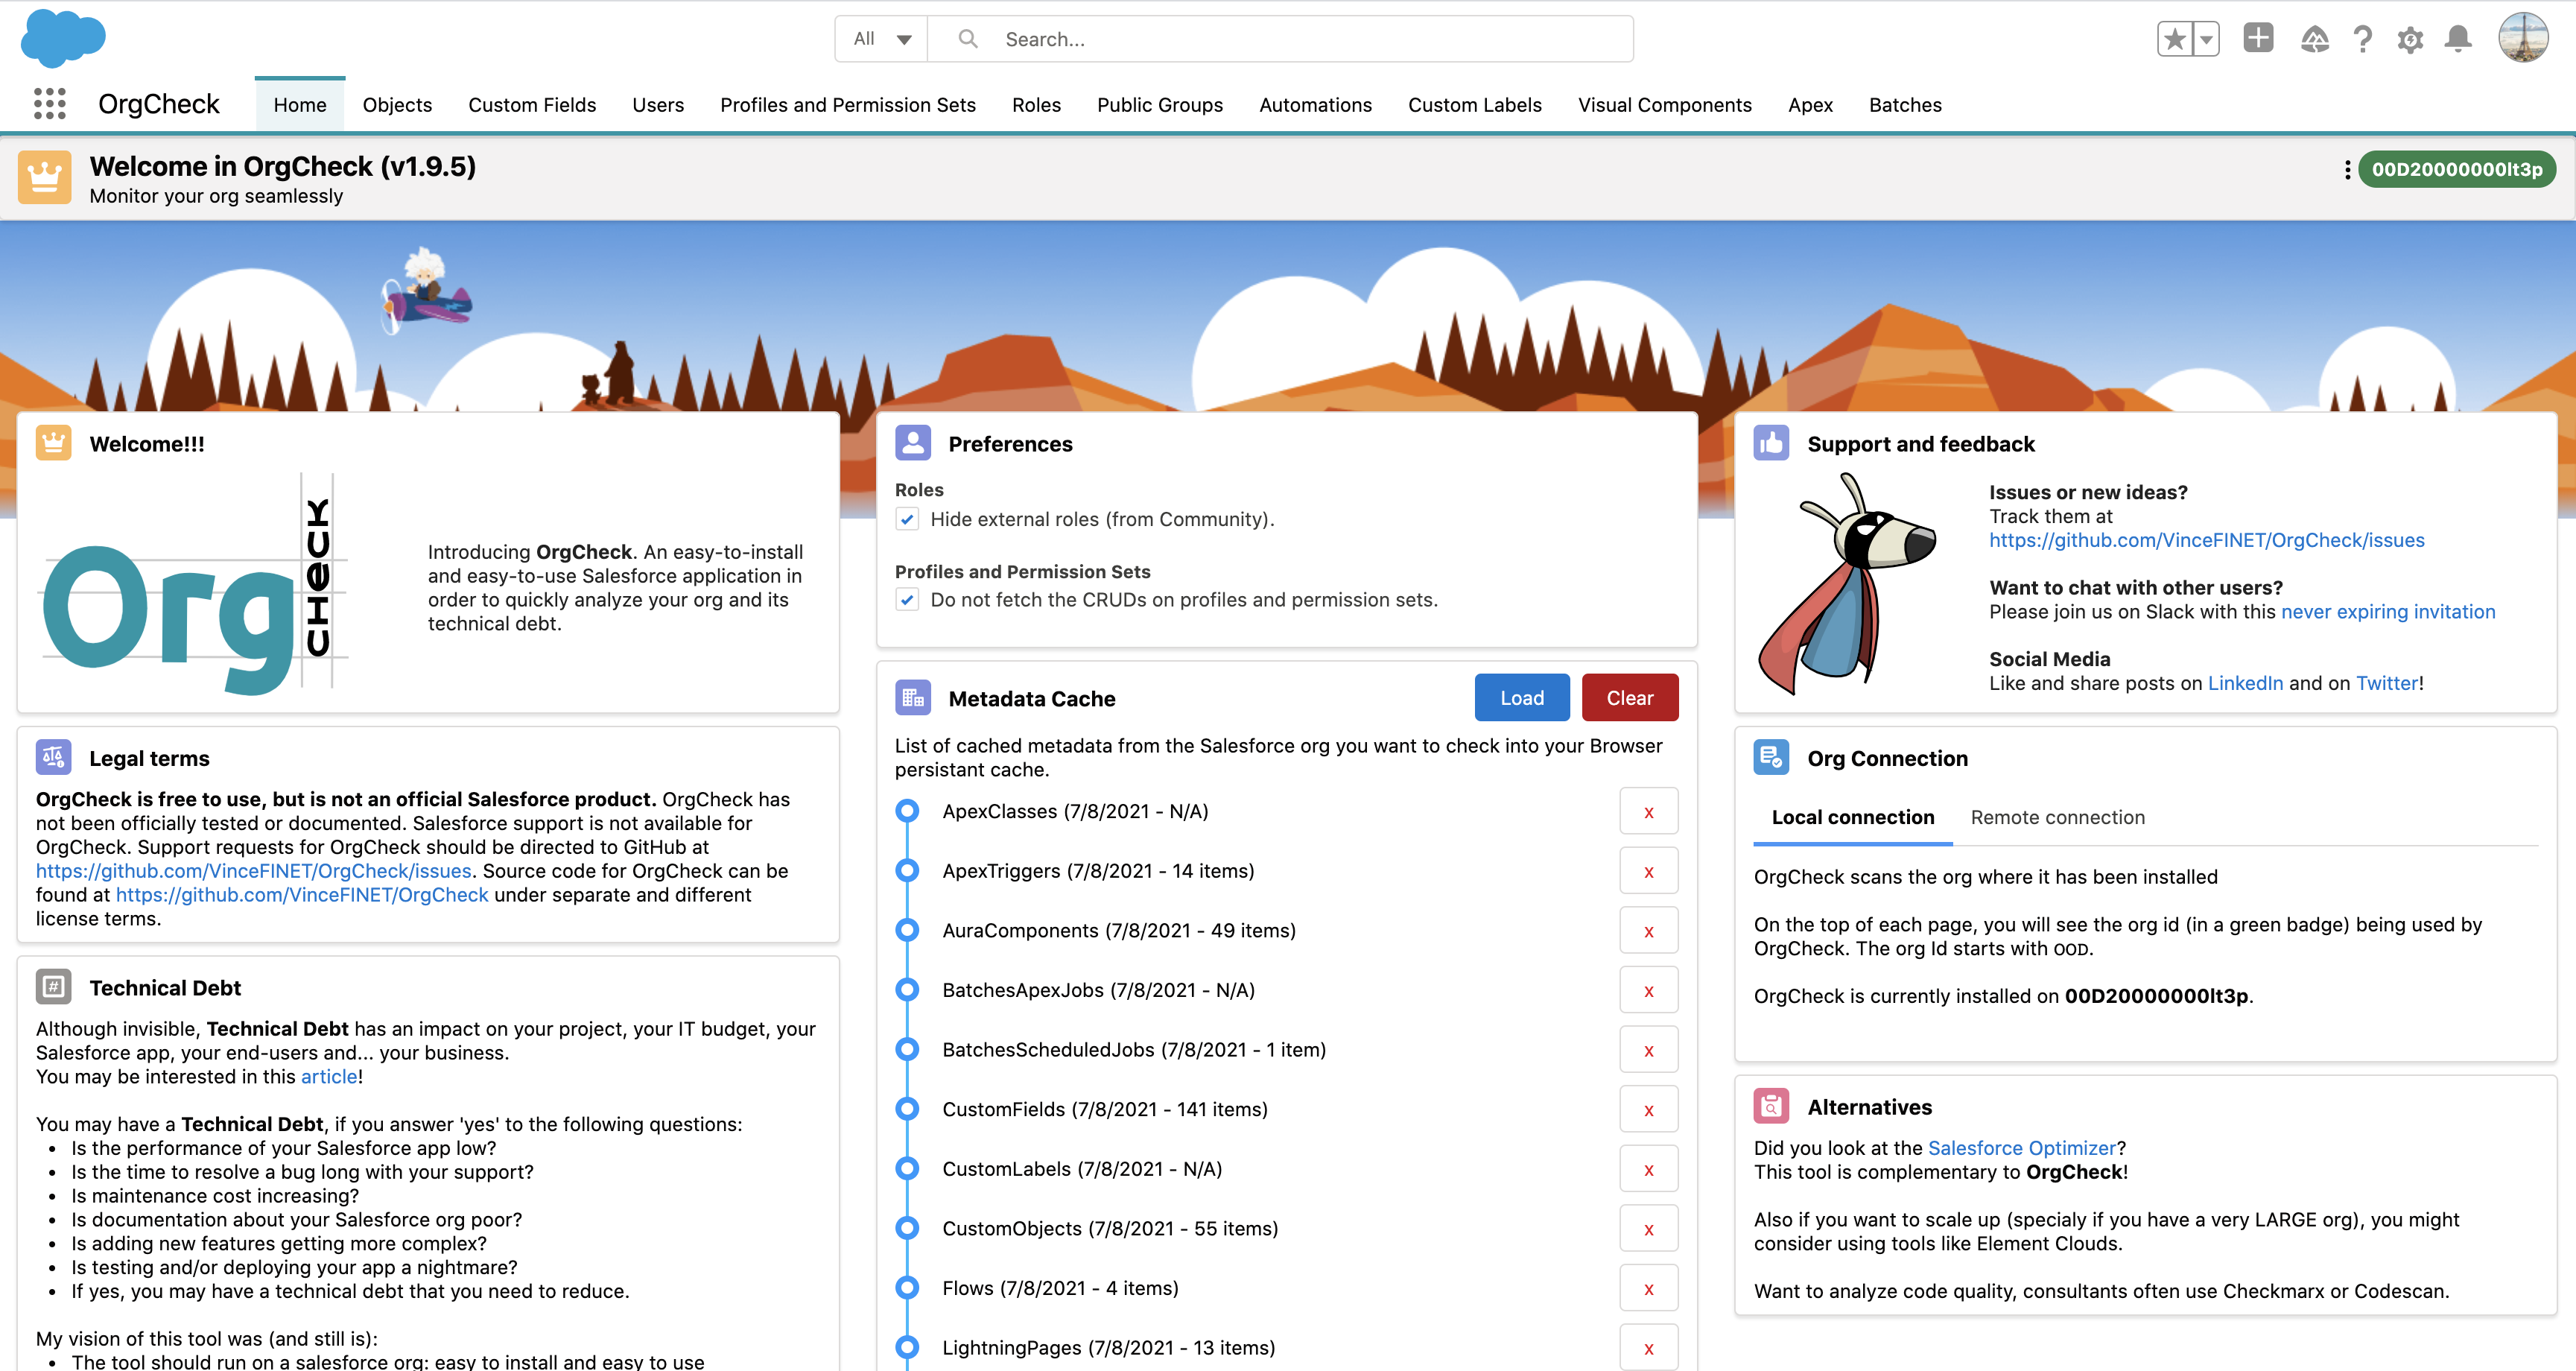 All
Search...
OrgCheck
Home
Objects
Custom Fields
Users
Profiles and Permission Sets
Roles
Public Groups
Automations
Custom Labels
Visual Components
Apex
Batches
Welcome in OrgCheck (v1.9.5)
Monitor your org seamlessly
00D20000000lt3p
Welcome!!!
Org
CHeCK
Introducing OrgCheck. An easy-to-install
and easy-to-use Salesforce application in
order to quickly analyze your org and its
technical debt.
Legal terms
OrgCheck is free to use, but is not an official Salesforce product. OrgCheck has
not been officially tested or documented. Salesforce support is not available for
OrgCheck. Support requests for OrgCheck should be directed to GitHub at
https://github.com/VinceFINET/OrgCheck/issues. Source code for OrgCheck can be
found at https://github.com/VinceFINET/OrgCheck under separate and different
license terms.
Technical Debt
Although invisible, Technical Debt has an impact on your project, your IT budget, your
Salesforce app, your end-users and... your business.
You may be interested in this article!
You may have a Technical Debt, if you answer 'yes' to the following questions:
• Is the performance of your Salesforce app low?
• Is the time to resolve a bug long with your support?
• Is maintenance cost increasing?
• Is documentation about your Salesforce org poor?
• Is adding new features getting more complex?
• Is testing and/or deploying your app a nightmare?
• If yes, you may have a technical debt that you need to reduce.
My vision of this tool was (and still is):
• The tool should run on a salesforce org: easy to install and easy to use
Preferences
Roles
Hide external roles (from Community).
Profiles and Permission Sets
Do not fetch the CRUDs on profiles and permission sets.
Metadata Cache
Load
Clear
List of cached metadata from the Salesforce org you want to check into your Browser
persistant cache.
ApexClasses (7/8/2021 - N/A)
x
ApexTriggers (7/8/2021 - 14 items)
x
AuraComponents (7/8/2021 - 49 items)
x
BatchesApexJobs (7/8/2021 - N/A)
x
BatchesScheduledJobs (7/8/2021 - 1 item)
x
CustomFields (7/8/2021 - 141 items)
x
CustomLabels (7/8/2021 - N/A)
x
CustomObjects (7/8/2021 - 55 items)
x
Flows (7/8/2021 - 4 items)
x
LightningPages (7/8/2021 - 13 items)
x
Support and feedback
Issues or new ideas?
Track them at
https://github.com/VinceFINET/OrgCheck/issues
Want to chat with other users?
Please join us on Slack with this never expiring invitation
Social Media
Like and share posts on LinkedIn and on Twitter!
Org Connection
Local connection
Remote connection
OrgCheck scans the org where it has been installed
On the top of each page, you will see the org id (in a green badge) being used by
OrgCheck. The org Id starts with 00D.
OrgCheck is currently installed on 00D20000000lt3p.
Alternatives
Did you look at the Salesforce Optimizer?
This tool is complementary to OrgCheck!
Also if you want to scale up (specialy if you have a very LARGE org), you might
consider using tools like Element Clouds.
Want to analyze code quality, consultants often use Checkmarx or Codescan.